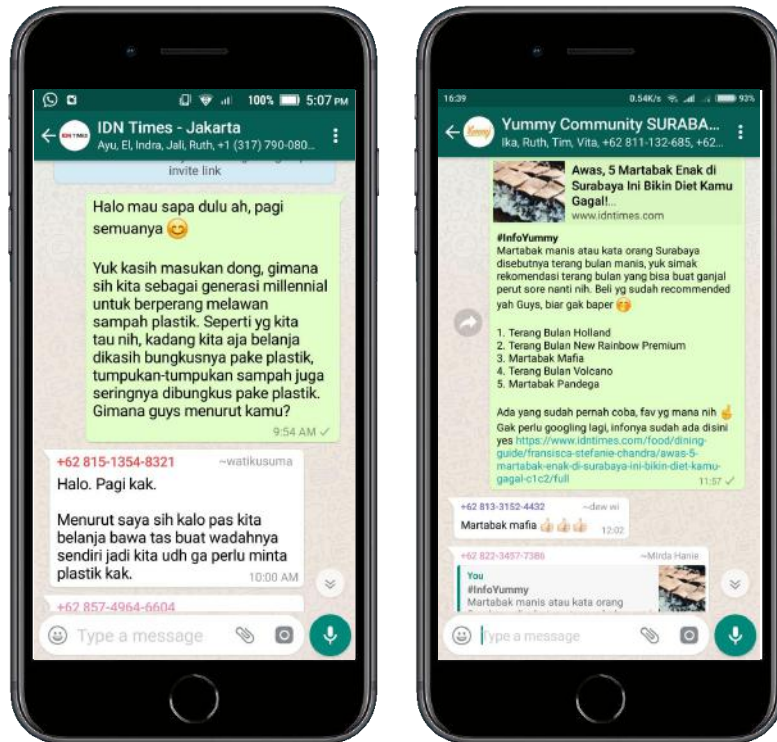 100% 5:07 PM
IDN TIMES
IDN Times - Jakarta
Ayu, El, Indra, Jali, Ruth, +1 (317) 790-080...
invite link
Halo mau sapa dulu ah, pagi
semuanya 😊
Yuk kasih masukan dong, gimana
sih kita sebagai generasi millennial
untuk berperang melawan
sampah plastik. Seperti yg kita
tau nih, kadang kita aja belanja
dikasih bungkusnya pake plastik,
tumpukan-tumpukan sampah juga
seringnya dibungkus pake plastik.
Gimana guys menurut kamu?
9:54 AM ✓
+62 815-1354-8321 ~watikusuma
Halo. Pagi kak.
Menurut saya sih kalo pas kita
belanja bawa tas buat wadahnya
sendiri jadi kita udh ga perlu minta
plastik kak.
10:00 AM
+62 857-4964-6604
Type a message
16:39 0.54K/s 93%
Yummy
Yummy Community SURABA...
Ika, Ruth, Tim, Vita, +62 811-132-685, +62...
Awas, 5 Martabak Enak di
Surabaya Ini Bikin Diet Kamu
Gagal!...
www.idntimes.com
#InfoYummy
Martabak manis atau kata orang Surabaya
disebutnya terang bulan manis, yuk simak
rekomendasi terang bulan yang bisa buat ganjal
perut sore nanti nih. Beli yg sudah recommended
yah Guys, biar gak baper 🤭
1. Terang Bulan Holland
2. Terang Bulan New Rainbow Premium
3. Martabak Mafia
4. Terang Bulan Volcano
5. Martabak Pandega
Ada yang sudah pernah coba, fav yg mana nih ☝
Gak perlu googling lagi, infonya sudah ada disini
yes https://www.idntimes.com/food/dining-
guide/fransisca-stefanie-chandra/awas-5-
martabak-enak-di-surabaya-ini-bikin-diet-kamu-
gagal-c1c2/full
11:57 ✓
+62 813-3152-4432 ~dew wi
Martabak mafia 👍🏻👍🏻👍🏻
12:02
+62 822-3457-7386 ~Mirda Hanie
You
#InfoYummy
Martabak manis atau kata orang
Type a message